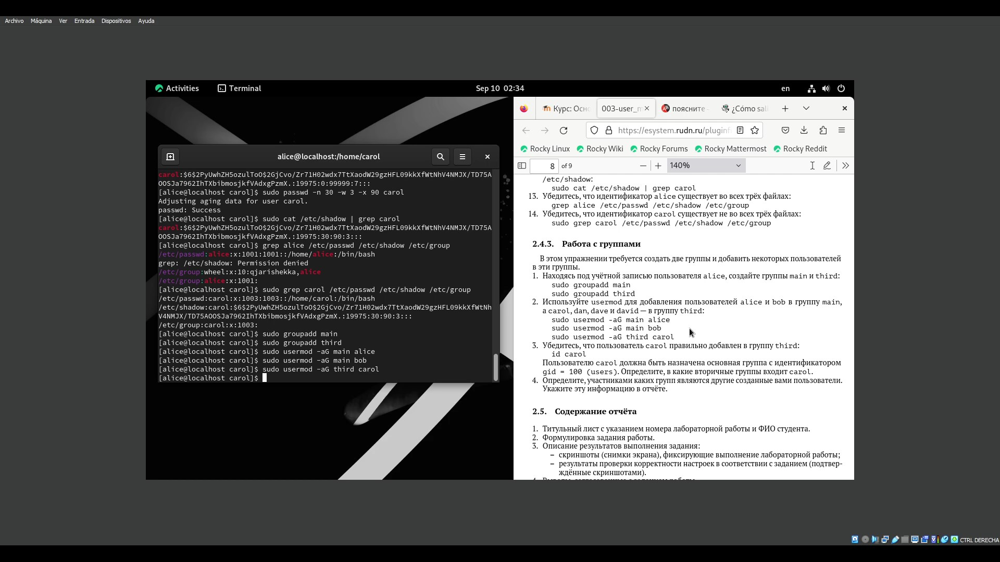 Archivo Máquina Ver Entrada Dispositivos Ayuda
Activities Terminal Sep 10 02:34 en
alice@localhost:/home/carol
carol:$6$2PyUwhZH5ozulToO$2GjCvo/Zr71H02wdx7TtXaodW29gzHFL09kkXfWtNhV4NMJX/TD75A
OOSJa7962IhTXbibmosjkfVAdxgPzmX.:19975:0:99999:7:::
[alice@localhost carol]$ sudo passwd -n 30 -w 3 -x 90 carol
Adjusting aging data for user carol.
passwd: Success
[alice@localhost carol]$ sudo cat /etc/shadow | grep carol
carol:$6$2PyUwhZH5ozulToO$2GjCvo/Zr71H02wdx7TtXaodW29gzHFL09kkXfWtNhV4NMJX/TD75A
OOSJa7962IhTXbibmosjkfVAdxgPzmX.:19975:30:90:3:::
[alice@localhost carol]$ grep alice /etc/passwd /etc/shadow /etc/group
/etc/passwd:alice:x:1001:1001::/home/alice:/bin/bash
grep: /etc/shadow: Permission denied
/etc/group:wheel:x:10:qjarishekka,alice
/etc/group:alice:x:1001:
[alice@localhost carol]$ sudo grep carol /etc/passwd /etc/shadow /etc/group
/etc/passwd:carol:x:1003:1003::/home/carol:/bin/bash
/etc/shadow:carol:$6$2PyUwhZH5ozulToO$2GjCvo/Zr71H02wdx7TtXaodW29gzHFL09kkXfWtNh
V4NMJX/TD75AOOSJa7962IhTXbibmosjkfVAdxgPzmX.:19975:30:90:3:::
/etc/group:carol:x:1003:
[alice@localhost carol]$ sudo groupadd main
[alice@localhost carol]$ sudo groupadd third
[alice@localhost carol]$ sudo usermod -aG main alice
[alice@localhost carol]$ sudo usermod -aG main bob
[alice@localhost carol]$ sudo usermod -aG third carol
[alice@localhost carol]$
Курс: Осн 003-user_m поясните - ¿Cómo sali
https://esystem.rudn.ru/pluginf
Rocky Linux Rocky Wiki Rocky Forums Rocky Mattermost Rocky Reddit
8 of 9 140%
/etc/shadow:
sudo cat /etc/shadow | grep carol
13. Убедитесь, что идентификатор alice существует во всех трёх файлах:
grep alice /etc/passwd /etc/shadow /etc/group
14. Убедитесь, что идентификатор carol существует не во всех трёх файлах:
sudo grep carol /etc/passwd /etc/shadow /etc/group
2.4.3. Работа с группами
В этом упражнении требуется создать две группы и добавить некоторых пользователей
в эти группы.
1. Находясь под учётной записью пользователя alice, создайте группы main и third:
sudo groupadd main
sudo groupadd third
2. Используйте usermod для добавления пользователей alice и bob в группу main,
а carol, dan, dave и david — в группу third:
sudo usermod -aG main alice
sudo usermod -aG main bob
sudo usermod -aG third carol
3. Убедитесь, что пользователь carol правильно добавлен в группу third:
id carol
Пользователю carol должна быть назначена основная группа с идентификатором
gid = 100 (users). Определите, в какие вторичные группы входит carol.
4. Определите, участниками каких групп являются другие созданные вами пользователи.
Укажите эту информацию в отчёте.
2.5. Содержание отчёта
1. Титульный лист с указанием номера лабораторной работы и ФИО студента.
2. Формулировка задания работы.
3. Описание результатов выполнения задания:
– скриншоты (снимки экрана), фиксирующие выполнение лабораторной работы;
– результаты проверки корректности настроек в соответствии с заданием (подтвер-
ждённые скриншотами).
CTRL DERECHA